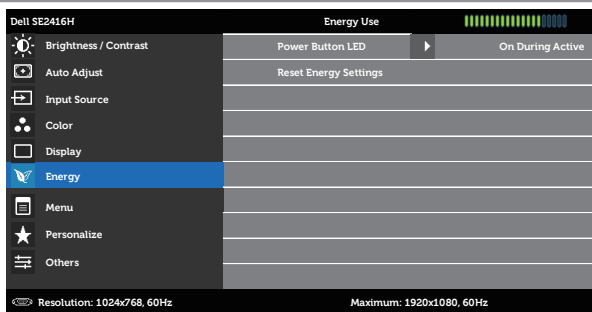 Dell SE2416H Energy Use
Brightness / Contrast Power Button LED On During Active
Auto Adjust Reset Energy Settings
Input Source
Color
Display
Energy
Menu
Personalize
Others
Resolution: 1024x768, 60Hz Maximum: 1920x1080, 60Hz